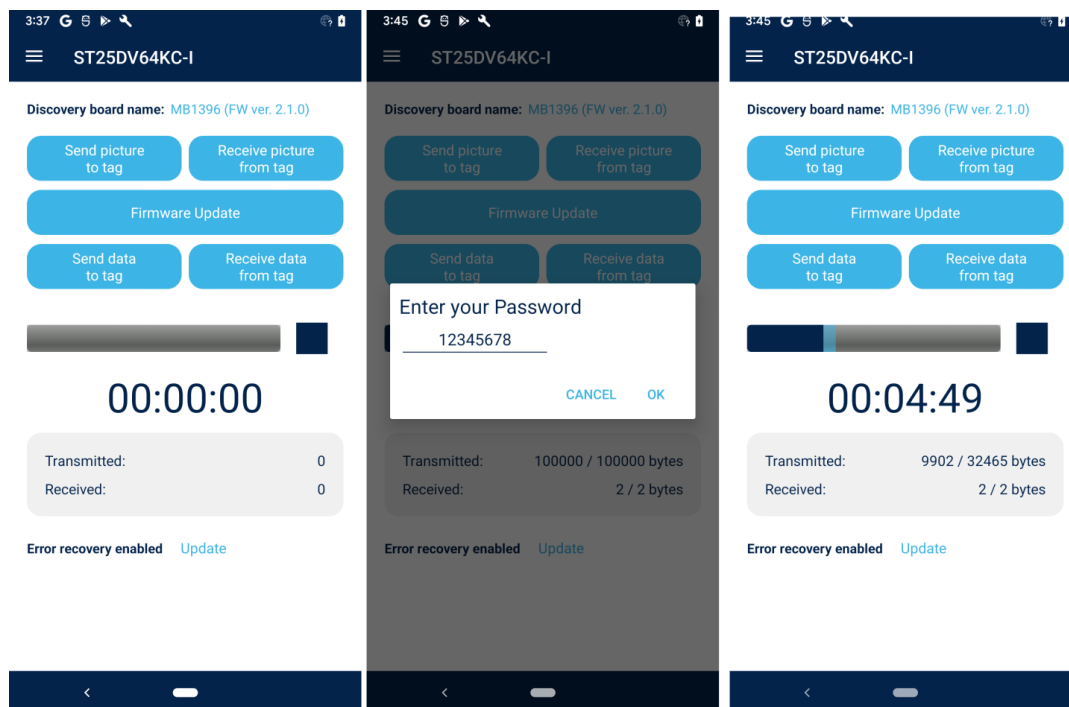 3:37 G
ST25DV64KC-I
Discovery board name: MB1396 (FW ver. 2.1.0)
Send picture
to tag
Receive picture
from tag
Firmware Update
Send data
to tag
Receive data
from tag
00:00:00
Transmitted: 0
Received: 0
Error recovery enabled Update
3:45 G
ST25DV64KC-I
Discovery board name: MB1396 (FW ver. 2.1.0)
Send picture
to tag
Receive picture
from tag
Firmware Update
Send data
to tag
Receive data
from tag
Enter your Password
12345678
CANCEL OK
Transmitted: 100000 / 100000 bytes
Received: 2 / 2 bytes
Error recovery enabled Update
3:45 G
ST25DV64KC-I
Discovery board name: MB1396 (FW ver. 2.1.0)
Send picture
to tag
Receive picture
from tag
Firmware Update
Send data
to tag
Receive data
from tag
00:04:49
Transmitted: 9902 / 32465 bytes
Received: 2 / 2 bytes
Error recovery enabled Update